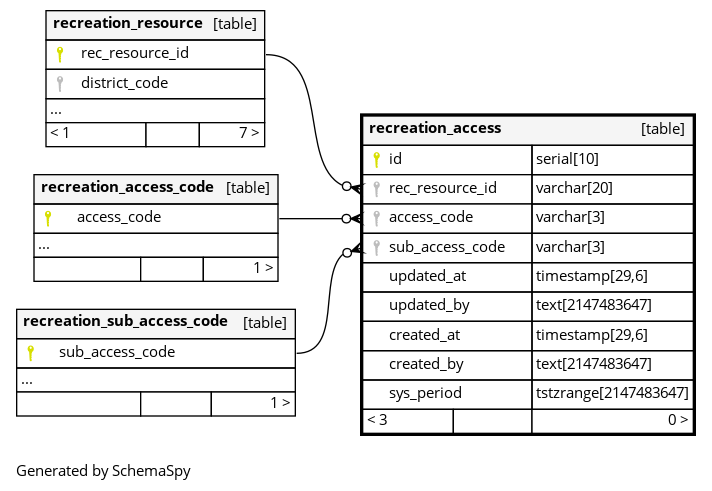 recreation_resource [table]
rec_resource_id
district_code
...
< 1 7 >
recreation_access_code [table]
access_code
...
1 >
recreation_sub_access_code [table]
sub_access_code
...
1 >
recreation_access [table]
id serial[10]
rec_resource_id varchar[20]
access_code varchar[3]
sub_access_code varchar[3]
updated_at timestamp[29,6]
updated_by text[2147483647]
created_at timestamp[29,6]
created_by text[2147483647]
sys_period tstzrange[2147483647]
< 3 0 >
Generated by SchemaSpy